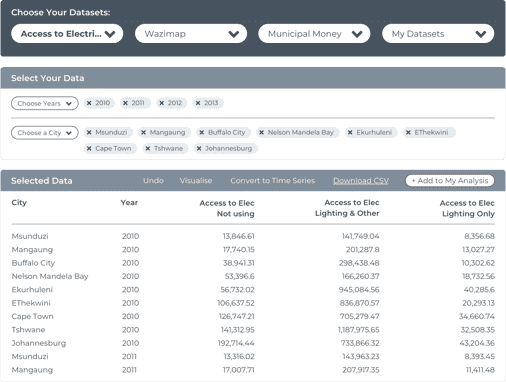 Choose Your Datasets:
Access to Electri... Wazimap Municipal Money My Datasets
Select Your Data
Choose Years × 2010 × 2011 × 2012 × 2013
Choose a City × Msunduzi × Mangaung × Buffalo City × Nelson Mandela Bay × Ekurhuleni × EThekwini
× Cape Town × Tshwane × Johannesburg
Selected Data Undo Visualise Convert to Time Series Download CSV + Add to My Analysis
City Year Access to Elec Access to Elec Access to Elec
Not using Lighting & Other Lighting Only
Msunduzi 2010 13,846.61 141,749.04 8,356.68
Mangaung 2010 17,740.15 201,287.8 13,027.27
Buffalo City 2010 38,941.31 298,438.48 10,302.62
Nelson Mandela Bay 2010 53,396.6 166,260.37 18,732.56
Ekurhuleni 2010 56,732.02 945,084.56 40,285.6
EThekwini 2010 106,637.52 836,870.57 20,293.13
Cape Town 2010 126,747.21 705,279.47 34,660.74
Tshwane 2010 141,312.95 1,187,975.65 32,508.35
Johannesburg 2010 192,714.44 733,866.32 43,204.36
Msunduzi 2011 13,316.02 143,963.23 8,393.45
Mangaung 2011 17,007.71 207,917.35 11,411.48